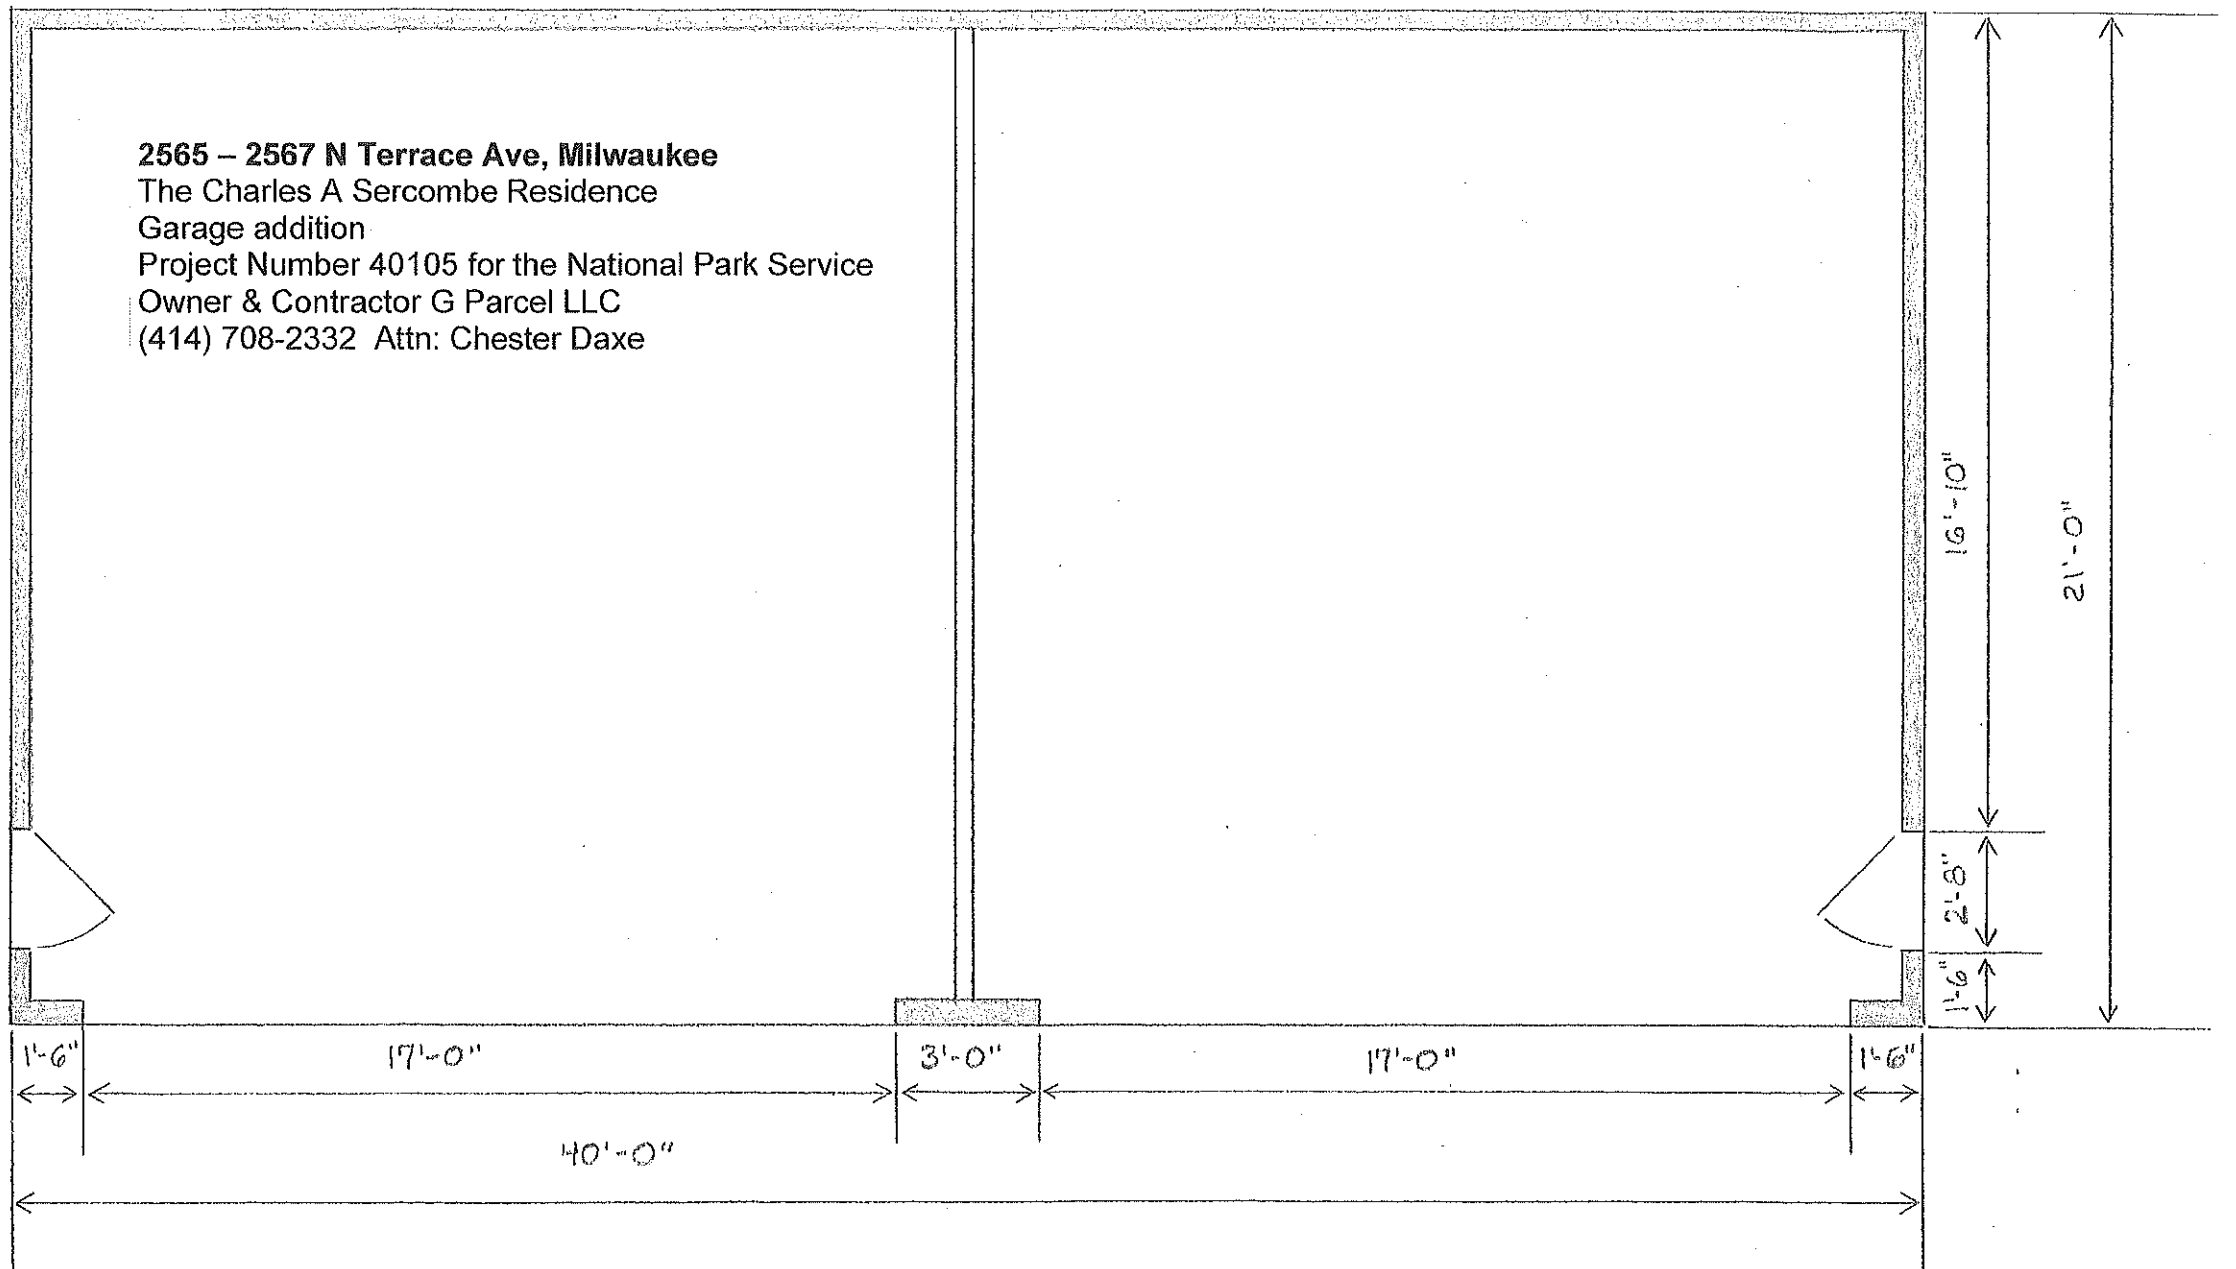 2565 – 2567 N Terrace Ave, Milwaukee
The Charles A Sercombe Residence
Garage addition
Project Number 40105 for the National Park Service
Owner & Contractor G Parcel LLC
(414) 708-2332 Attn: Chester Daxe
16'-10"
21'-0"
2'-8"
1'-6"
1'-6"
17'-0"
3'-0"
17'-0"
1'-6"
40'-0"